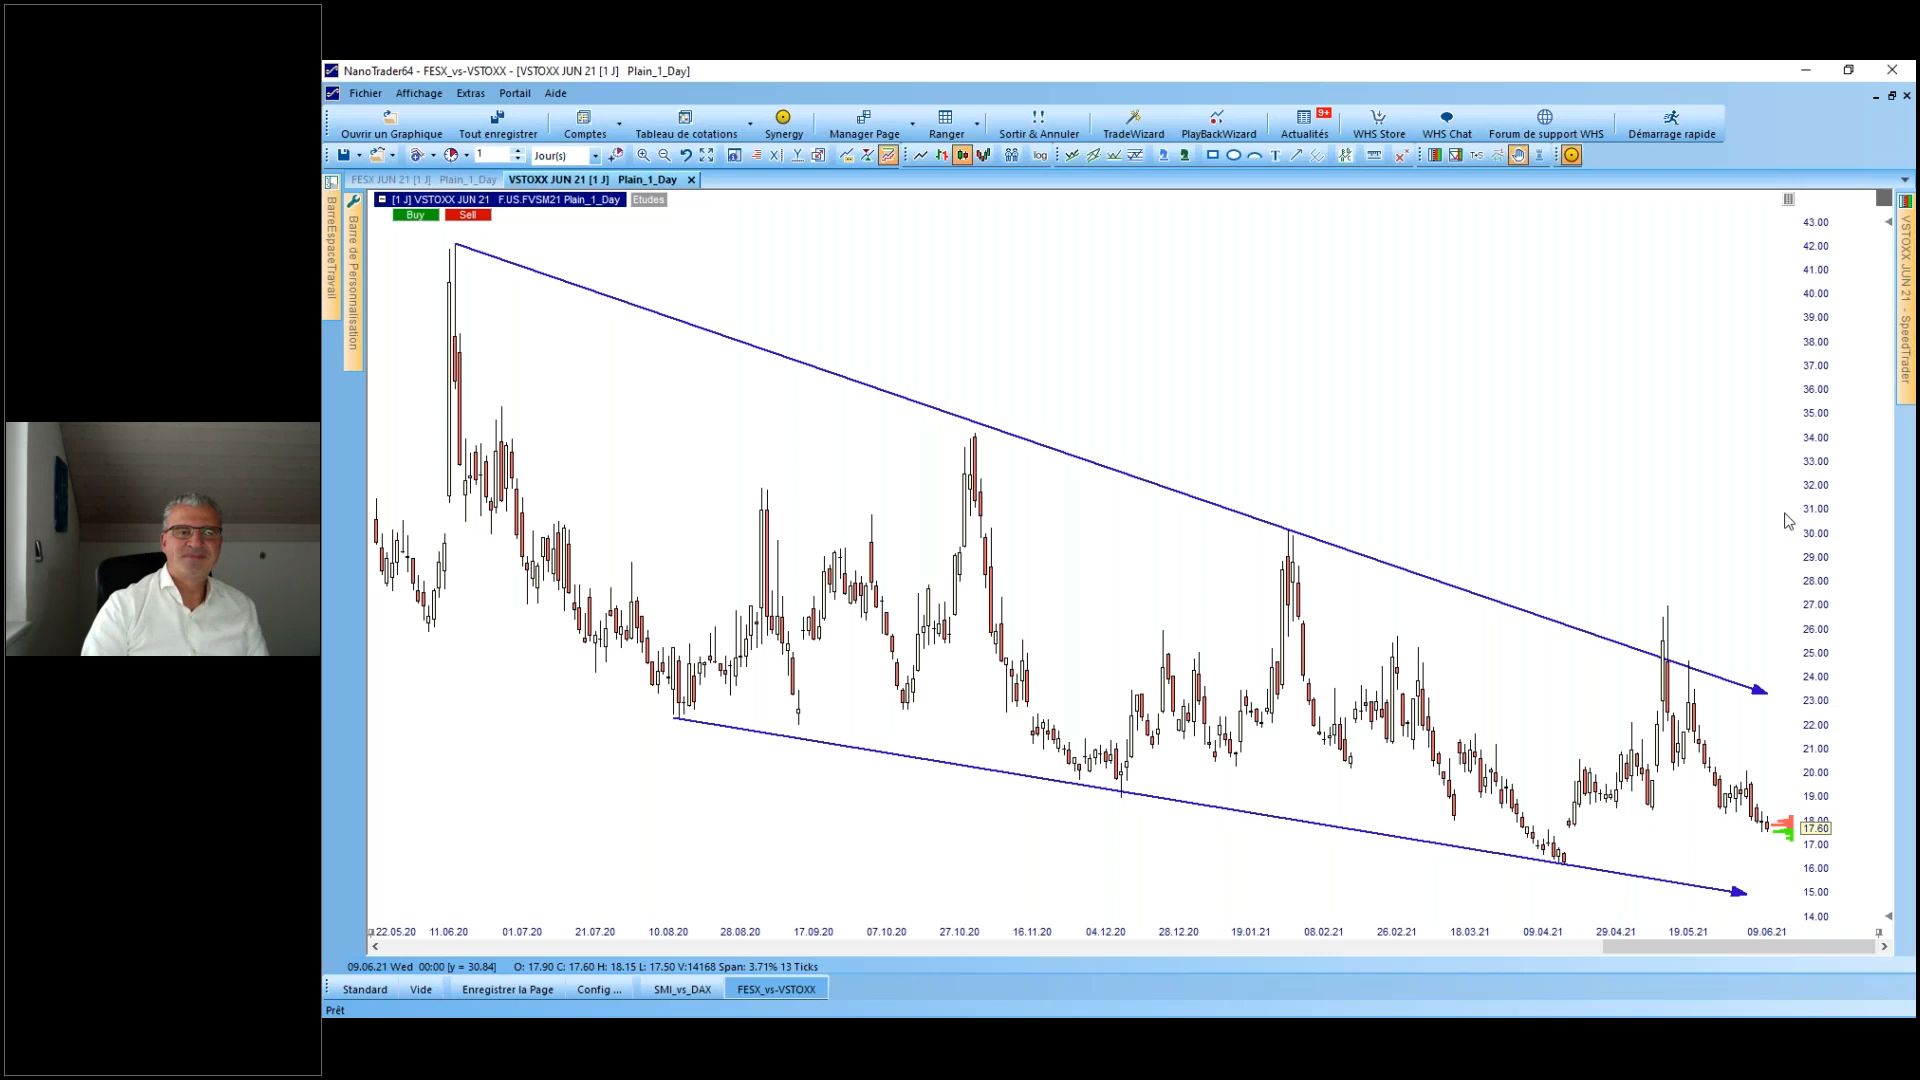 NanoTrader64 - FESX_vs-VSTOXX - [VSTOXX JUN 21 [1 J] Plain_1_Day]
Fichier Affichage Extras Portail Aide
Ouvrir un Graphique Tout enregistrer Comptes Tableau de cotations Synergy Manager Page Ranger Sortir & Annuler TradeWizard PlayBackWizard Actualités 9+ WHS Store WHS Chat Forum de support WHS Démarrage rapide
1 Jour(s) log
FESX JUN 21 [1 J] Plain_1_Day VSTOXX JUN 21 [1 J] Plain_1_Day
BarreEspaceTravail
Barre de Personnalisation
[1 J] VSTOXX JUN 21 F.US.FVSM21 Plain_1_Day Etudes
Buy Sell
VSTOXX JUN 21 - SpeedTrader
43.00
42.00
41.00
40.00
39.00
38.00
37.00
36.00
35.00
34.00
33.00
32.00
31.00
30.00
29.00
28.00
27.00
26.00
25.00
24.00
23.00
22.00
21.00
20.00
19.00
18.00
17.60
17.00
16.00
15.00
14.00
22.05.20 11.06.20 01.07.20 21.07.20 10.08.20 28.08.20 17.09.20 07.10.20 27.10.20 16.11.20 04.12.20 28.12.20 19.01.21 08.02.21 26.02.21 18.03.21 09.04.21 29.04.21 19.05.21 09.06.21
09.06.21 Wed 00:00 [y = 30.84] O: 17.90 C: 17.60 H: 18.15 L: 17.50 V:14168 Span: 3.71% 13 Ticks
Standard Vide Enregistrer la Page Config ... SMI_vs_DAX FESX_vs-VSTOXX
Prêt